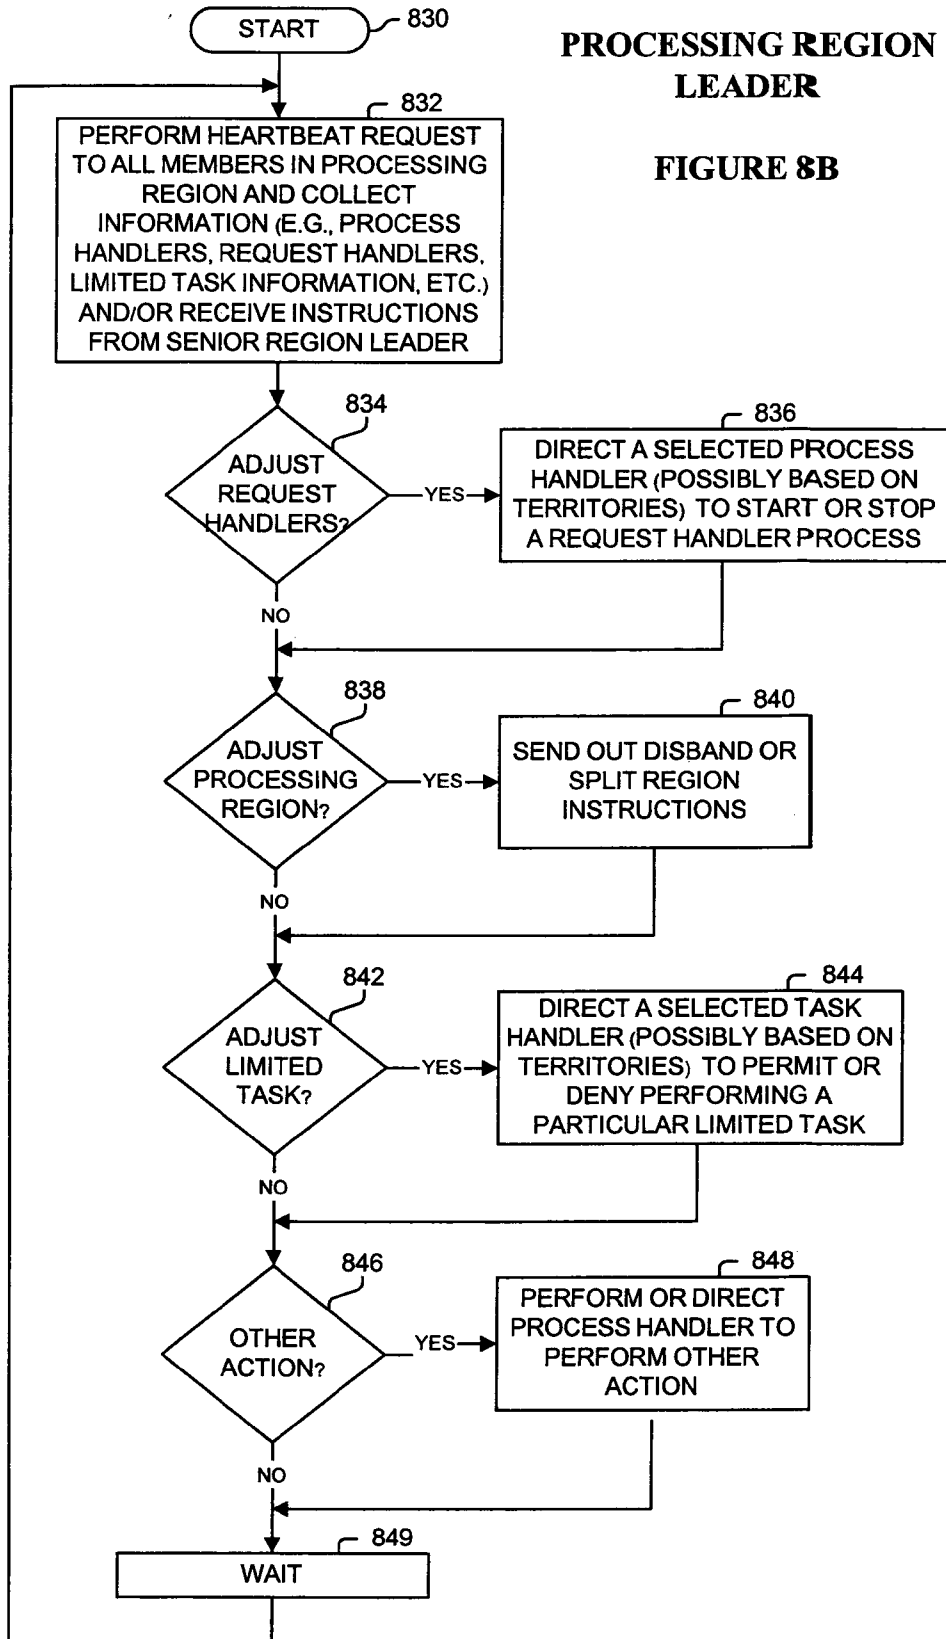 START
830
PROCESSING REGION
LEADER
FIGURE 8B
832
PERFORM HEARTBEAT REQUEST
TO ALL MEMBERS IN PROCESSING
REGION AND COLLECT
INFORMATION (E.G., PROCESS
HANDLERS, REQUEST HANDLERS,
LIMITED TASK INFORMATION, ETC.)
AND/OR RECEIVE INSTRUCTIONS
FROM SENIOR REGION LEADER
834
ADJUST
REQUEST
HANDLERS?
YES
836
DIRECT A SELECTED PROCESS
HANDLER (POSSIBLY BASED ON
TERRITORIES) TO START OR STOP
A REQUEST HANDLER PROCESS
NO
838
ADJUST
PROCESSING
REGION?
YES
840
SEND OUT DISBAND OR
SPLIT REGION
INSTRUCTIONS
NO
842
ADJUST
LIMITED
TASK?
YES
844
DIRECT A SELECTED TASK
HANDLER (POSSIBLY BASED ON
TERRITORIES) TO PERMIT OR
DENY PERFORMING A
PARTICULAR LIMITED TASK
NO
846
OTHER
ACTION?
YES
848
PERFORM OR DIRECT
PROCESS HANDLER TO
PERFORM OTHER
ACTION
NO
849
WAIT